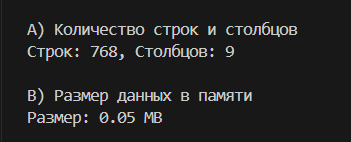 А) Количество строк и столбцов
Строк: 768, Столбцов: 9
В) Размер данных в памяти
Размер: 0.05 MB